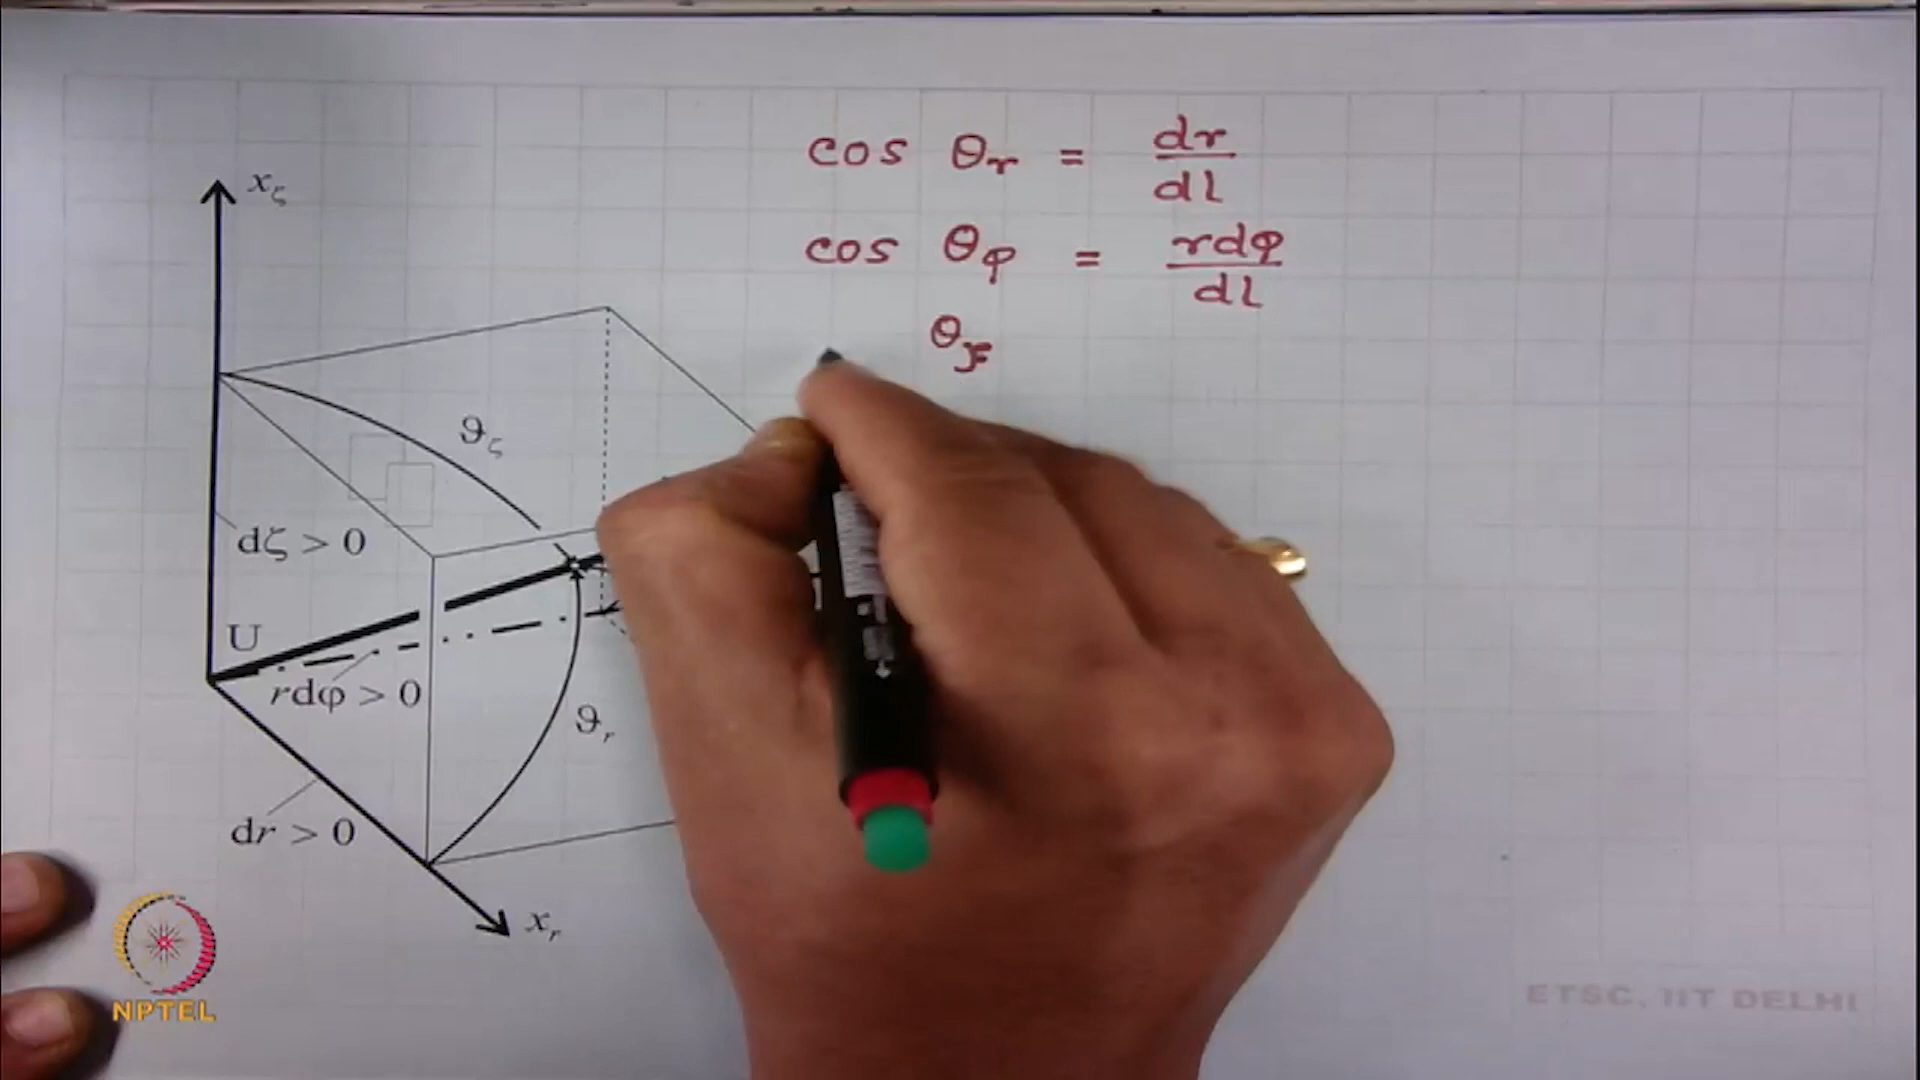 cos θr = dr/dl
cos θφ = rdφ/dl
θζ
xζ
ϑζ
dζ > 0
U
rdφ > 0
ϑr
dr > 0
xr
NPTEL
ETSC, IIT DELHI